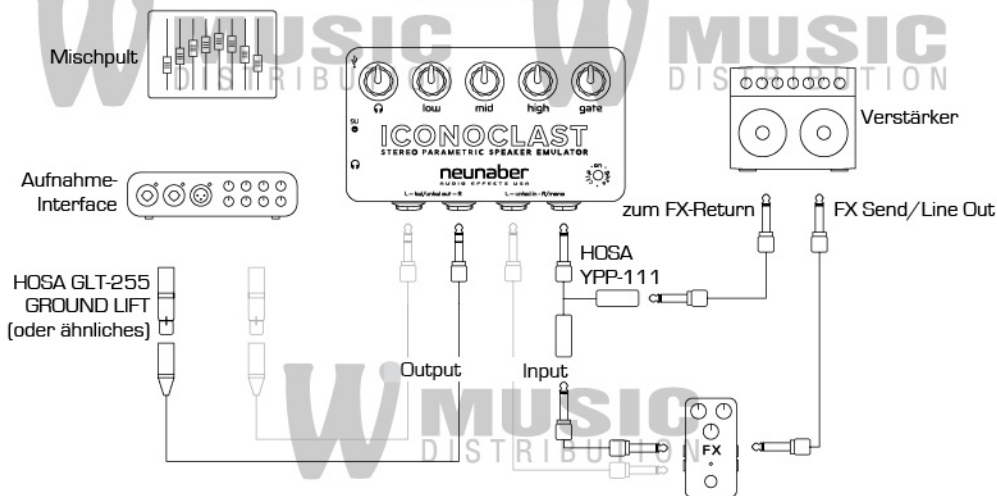 W MUSIC DISTRIBUTION
W MUSIC DISTRIBUTION
Mischpult
low mid high gate
5V
ICONOCLAST
STEREO PARAMETRIC SPEAKER EMULATOR
neunaber
AUDIO EFFECTS USA
on
L – bal/unbal out – R
L – unbal in – R/mono
Verstärker
Aufnahme-
Interface
zum FX-Return
FX Send/Line Out
HOSA
YPP-111
HOSA GLT-255
GROUND LIFT
(oder ähnliches)
Output
Input
W MUSIC DISTRIBUTION
FX